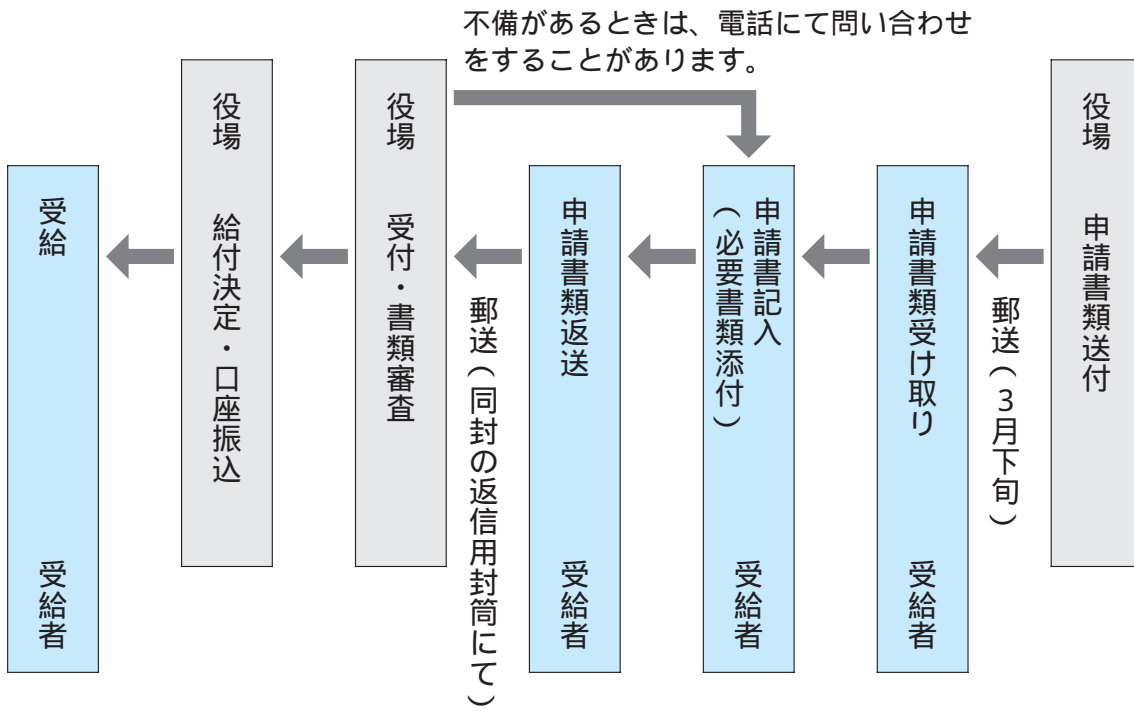 不備があるときは、電話にて問い合わせ
をすることがあります。
役場　申請書類送付
郵送（3月下旬）
申請書類受け取り　受給者
申請書記入
（必要書類添付）　受給者
申請書類返送　受給者
郵送（同封の返信用封筒にて）
役場　受付・書類審査
役場　給付決定・口座振込
受給　受給者